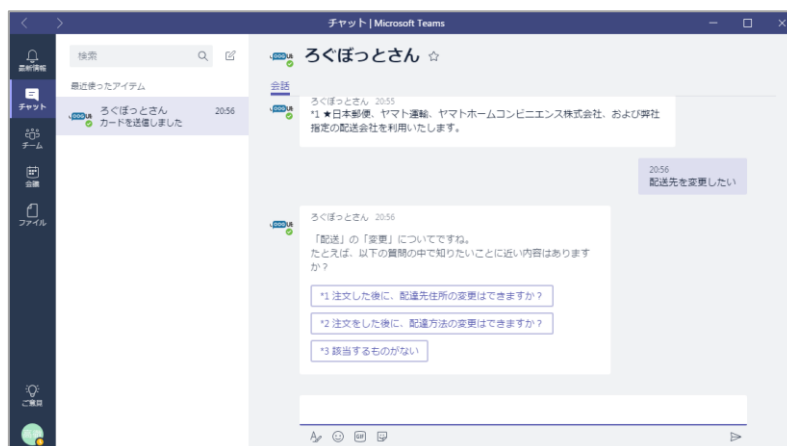 チャット | Microsoft Teams
最新情報
チャット
チーム
会議
ファイル
ご意見
検索
最近使ったアイテム
ろぐぼっとさん 20:56
カードを送信しました
ろぐぼっとさん
会話
ろぐぼっとさん 20:55
*1 ★日本郵便、ヤマト運輸、ヤマトホームコンビニエンス株式会社、および弊社
指定の配送会社を利用いたします。
20:56
配送先を変更したい
ろぐぼっとさん 20:56
「配送」の「変更」についてですね。
たとえば、以下の質問の中で知りたいことに近い内容はあります
か？
*1 注文した後に、配達先住所の変更はできますか？
*2 注文をした後に、配達方法の変更はできますか？
*3 該当するものがない
GIF